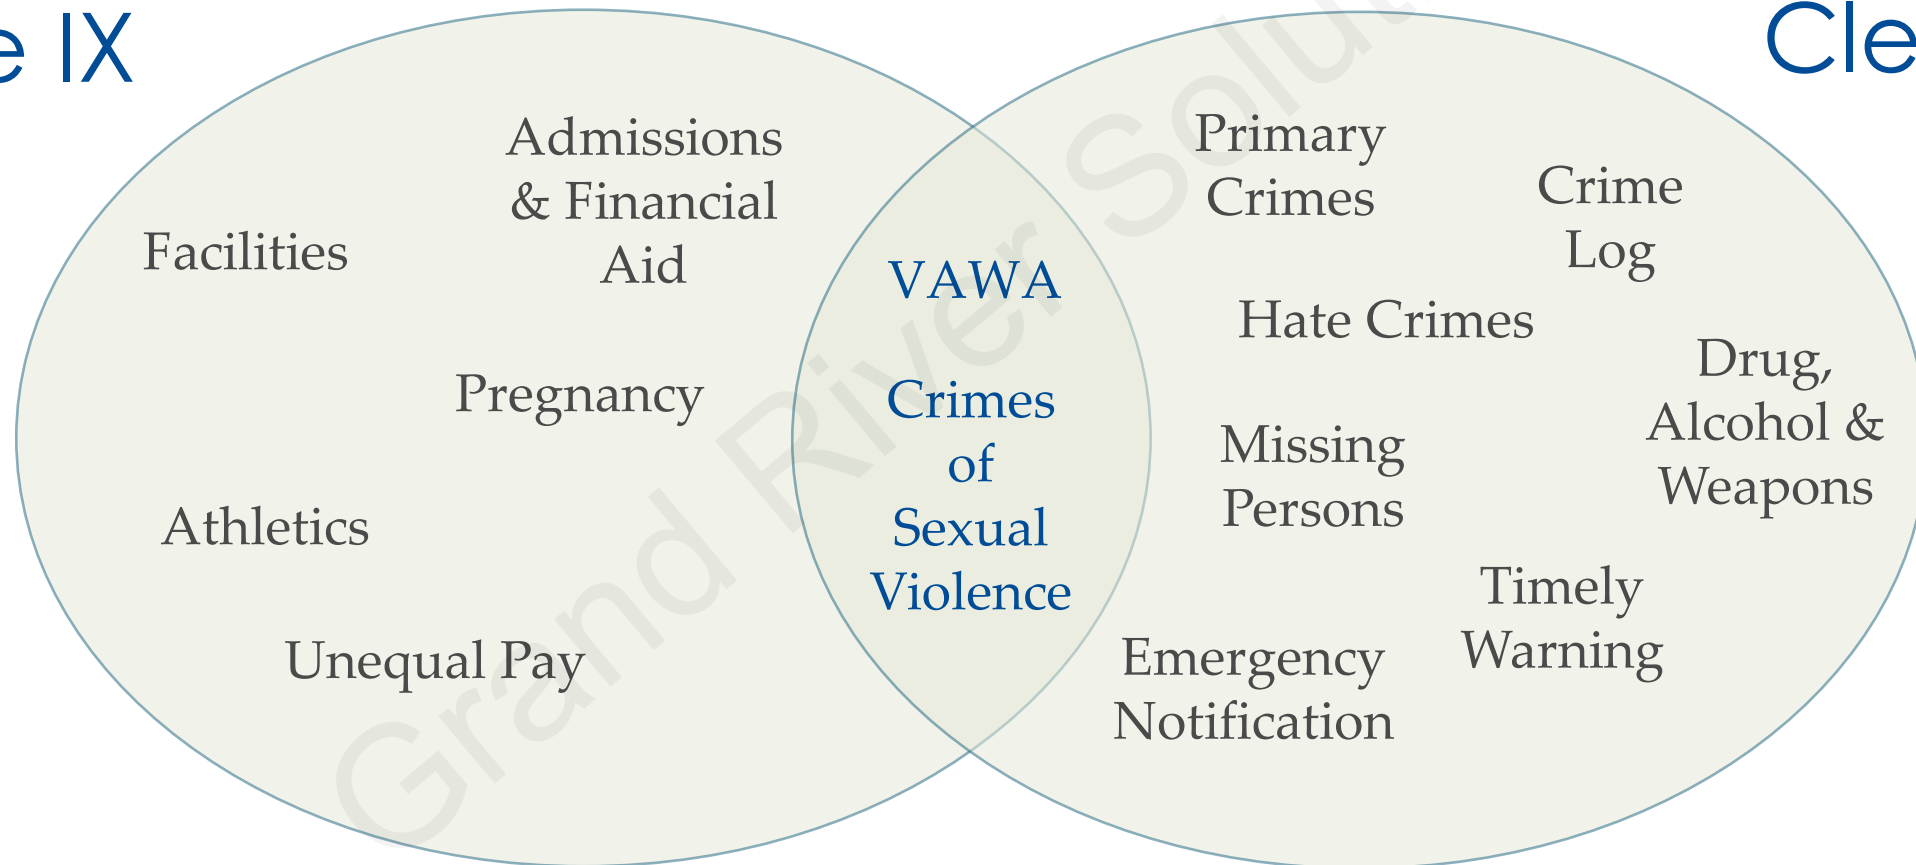 e IX
Cle
Admissions
& Financial
Aid
Facilities
Pregnancy
Athletics
Unequal Pay
VAWA
Crimes
of
Sexual
Violence
Primary
Crimes
Crime
Log
Hate Crimes
Drug,
Alcohol &
Weapons
Missing
Persons
Timely
Warning
Emergency
Notification
Grand River Solut